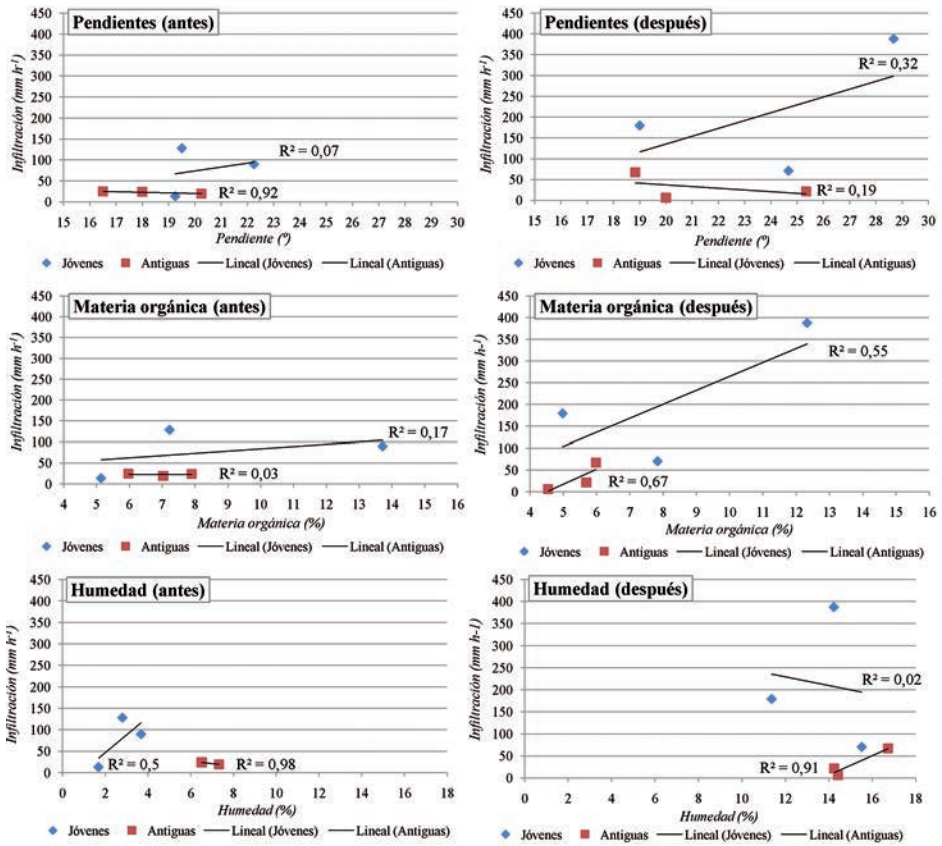 Pendientes (antes)
Infiltración (mm h-¹)
450
400
350
300
250
200
150
100
50
0
R² = 0,07
R² = 0,92
15 16 17 18 19 20 21 22 23 24 25 26 27 28 29 30
Pendiente (º)
Jóvenes Antiguas Lineal (Jóvenes) Lineal (Antiguas)
Pendientes (después)
Infiltración (mm h-¹)
450
400
350
300
250
200
150
100
50
0
R² = 0,32
R² = 0,19
15 16 17 18 19 20 21 22 23 24 25 26 27 28 29 30
Pendiente (º)
Jóvenes Antiguas Lineal (Jóvenes) Lineal (Antiguas)
Materia orgánica (antes)
Infiltración (mm h-¹)
450
400
350
300
250
200
150
100
50
0
R² = 0,17
R² = 0,03
4 5 6 7 8 9 10 11 12 13 14 15 16
Materia orgánica (%)
Jóvenes Antiguas Lineal (Jóvenes) Lineal (Antiguas)
Materia orgánica (después)
Infiltración (mm h-¹)
450
400
350
300
250
200
150
100
50
0
R² = 0,55
R² = 0,67
4 5 6 7 8 9 10 11 12 13 14 15 16
Materia orgánica (%)
Jóvenes Antiguas Lineal (Jóvenes) Lineal (Antiguas)
Humedad (antes)
Infiltración (mm h-¹)
450
400
350
300
250
200
150
100
50
0
R² = 0,5
R² = 0,98
0 2 4 6 8 10 12 14 16 18
Humedad (%)
Jóvenes Antiguas Lineal (Jóvenes) Lineal (Antiguas)
Humedad (después)
Infiltración (mm h-1)
450
400
350
300
250
200
150
100
50
0
R² = 0,02
R² = 0,91
0 2 4 6 8 10 12 14 16 18
Humedad (%)
Jóvenes Antiguas Lineal (Jóvenes) Lineal (Antiguas)